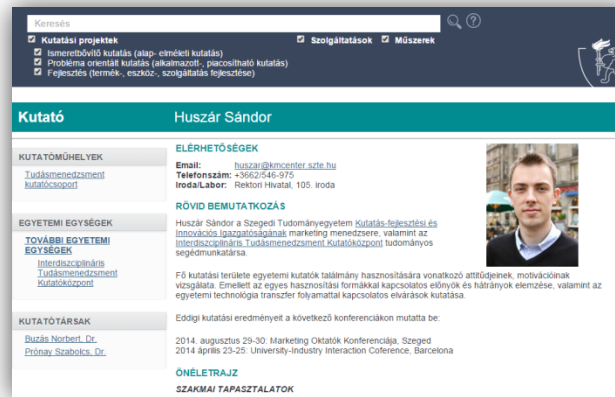 Keresés
Kutatási projektek
Szolgáltatások
Műszerek
Ismeretbővítő kutatás (alap- elméleti kutatás)
Probléma orientált kutatás (alkalmazott-, piacosítható kutatás)
Fejlesztés (termék-, eszköz-, szolgáltatás fejlesztése)
Kutató
Huszár Sándor
KUTATÓMŰHELYEK
Tudásmenedzsment
kutatócsoport
EGYETEMI EGYSÉGEK
TOVÁBBI EGYETEMI
EGYSÉGEK
Interdiszciplináris
Tudásmenedzsment
Kutatóközpont
KUTATÓTÁRSAK
Buzás Norbert, Dr.
Prónay Szabolcs, Dr.
ELÉRHETŐSÉGEK
Email: huszar@kmcenter.szte.hu
Telefonszám: +3662/546-975
Iroda/Labor: Rektori Hivatal, 105. iroda
RÖVID BEMUTATKOZÁS
Huszár Sándor a Szegedi Tudományegyetem Kutatás-fejlesztési és
Innovációs Igazgatóságának marketing menedzsere, valamint az
Interdiszciplináris Tudásmenedzsment Kutatóközpont tudományos
segédmunkatársa.
Fő kutatási területe egyetemi kutatók találmány hasznosítására vonatkozó attitűdjeinek, motivációinak
vizsgálata. Emellett az egyes hasznosítási formákkal kapcsolatos előnyök és hátrányok elemzése, valamint az
egyetemi technológia transzfer folyamattal kapcsolatos elvárások kutatása.
Eddigi kutatási eredményeit a következő konferenciákon mutatta be:
2014. augusztus 29-30: Marketing Oktatók Konferenciája, Szeged
2014 április 23-25: University-Industry Interaction Coference, Barcelona
ÖNÉLETRAJZ
SZAKMAI TAPASZTALATOK